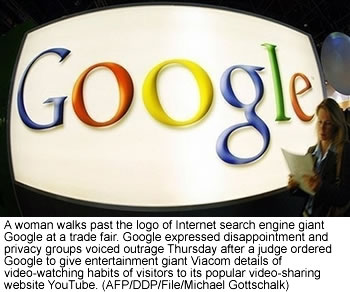 Google
A woman walks past the logo of Internet search engine giant
Google at a trade fair. Google expressed disappointment and
privacy groups voiced outrage Thursday after a judge ordered
Google to give entertainment giant Viacom details of
video-watching habits of visitors to its popular video-sharing
website YouTube. (AFP/DDP/File/Michael Gottschalk)